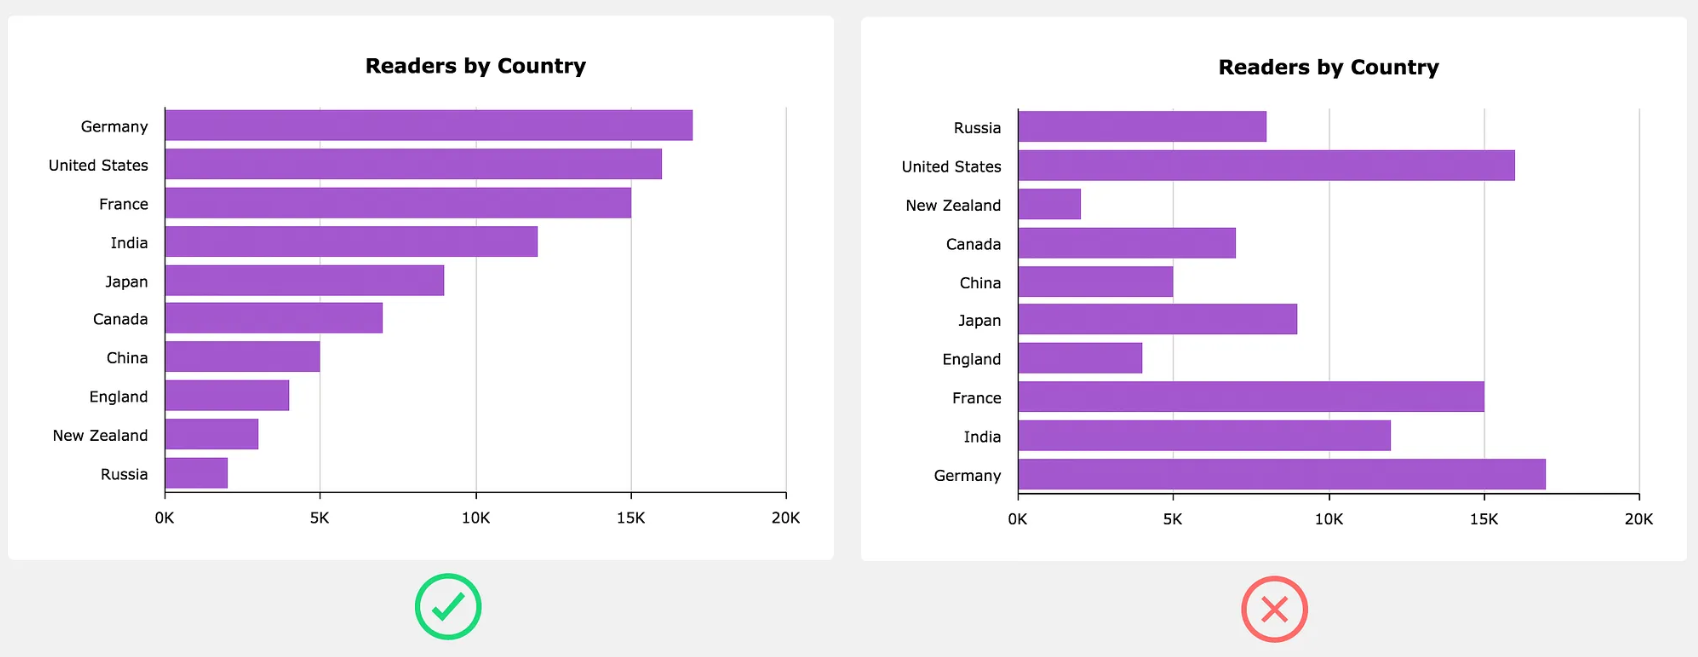 Readers by Country
Germany
United States
France
India
Japan
Canada
China
England
New Zealand
Russia
0K 5K 10K 15K 20K
Readers by Country
Russia
United States
New Zealand
Canada
China
Japan
England
France
India
Germany
0K 5K 10K 15K 20K